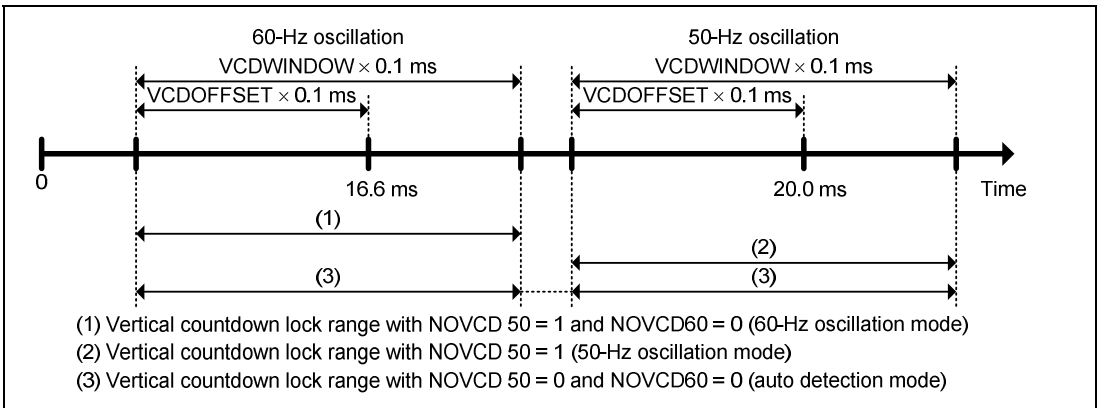 60-Hz oscillation
50-Hz oscillation
VCDWINDOW × 0.1 ms
VCDWINDOW × 0.1 ms
VCDOFFSET × 0.1 ms
VCDOFFSET × 0.1 ms
0
16.6 ms
20.0 ms
Time
(1)
(2)
(3)
(3)
(1) Vertical countdown lock range with NOVCD 50 = 1 and NOVCD60 = 0 (60-Hz oscillation mode)
(2) Vertical countdown lock range with NOVCD 50 = 1 (50-Hz oscillation mode)
(3) Vertical countdown lock range with NOVCD 50 = 0 and NOVCD60 = 0 (auto detection mode)